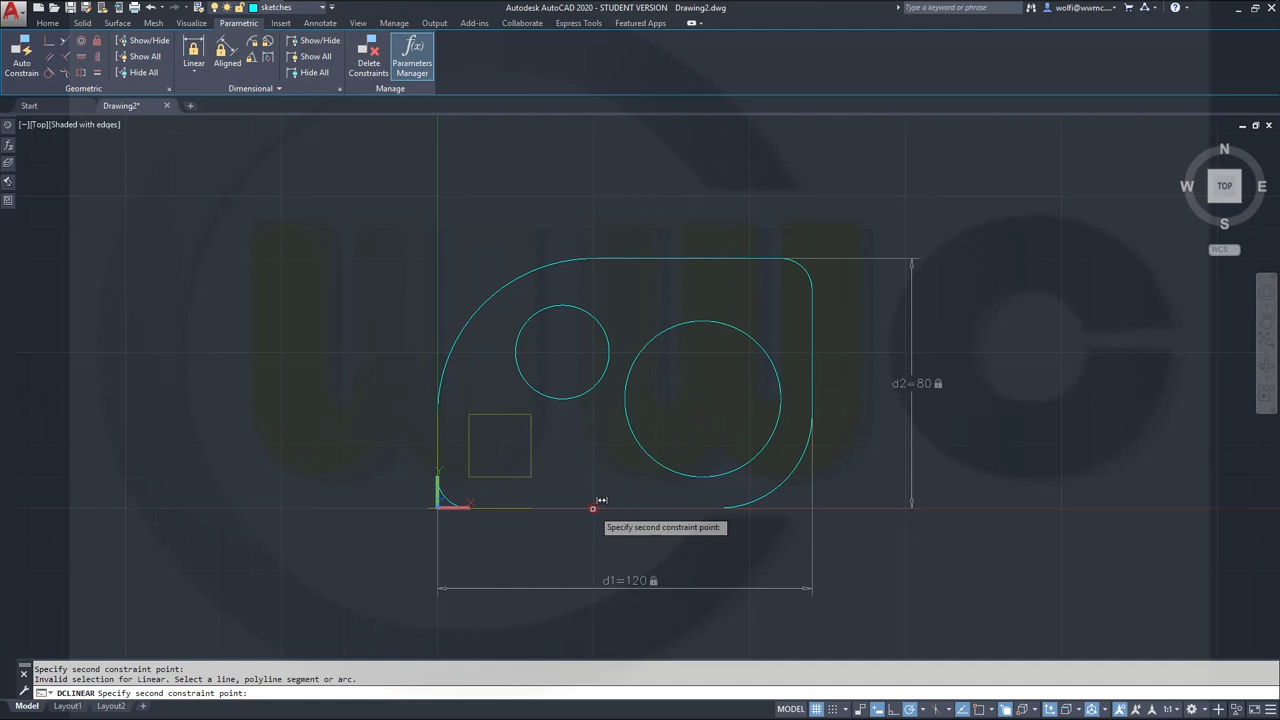 sketches
Autodesk AutoCAD 2020 - STUDENT VERSION Drawing2.dwg
Type a keyword or phrase
wolfi@wwmc...
Home Solid Surface Mesh Visualize Parametric Insert Annotate View Manage Output Add-ins Collaborate Express Tools Featured Apps
Auto
Constrain
Show/Hide
Show All
Hide All
Geometric
Linear
Aligned
Show/Hide
Show All
Hide All
Dimensional
Delete
Constraints
Parameters
Manager
Manage
Start
Drawing2*
[−][Top][Shaded with edges]
N
W
TOP
E
S
WCS
d2=80
Y
X
Specify second constraint point:
d1=120
Specify second constraint point:
Invalid selection for Linear. Select a line, polyline segment or arc.
DCLINEAR Specify second constraint point:
Model Layout1 Layout2
MODEL
1:1